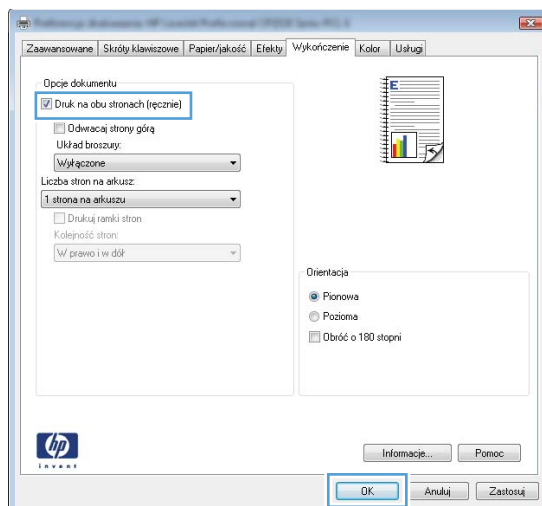 Zaawansowane Skróty klawiszowe Papier/jakość Efekty Wykończenie Kolor Usługi
Opcje dokumentu
Druk na obu stronach (ręcznie)
Odwracaj strony górą
Układ broszury:
Wyłączone
Liczba stron na arkusz:
1 strona na arkuszu
Drukuj ramki stron
Kolejność stron:
W prawo i w dół
E
Orientacja
Pionowa
Pozioma
Obróć o 180 stopni
hp
invent
Informacje... Pomoc
OK Anuluj Zastosuj